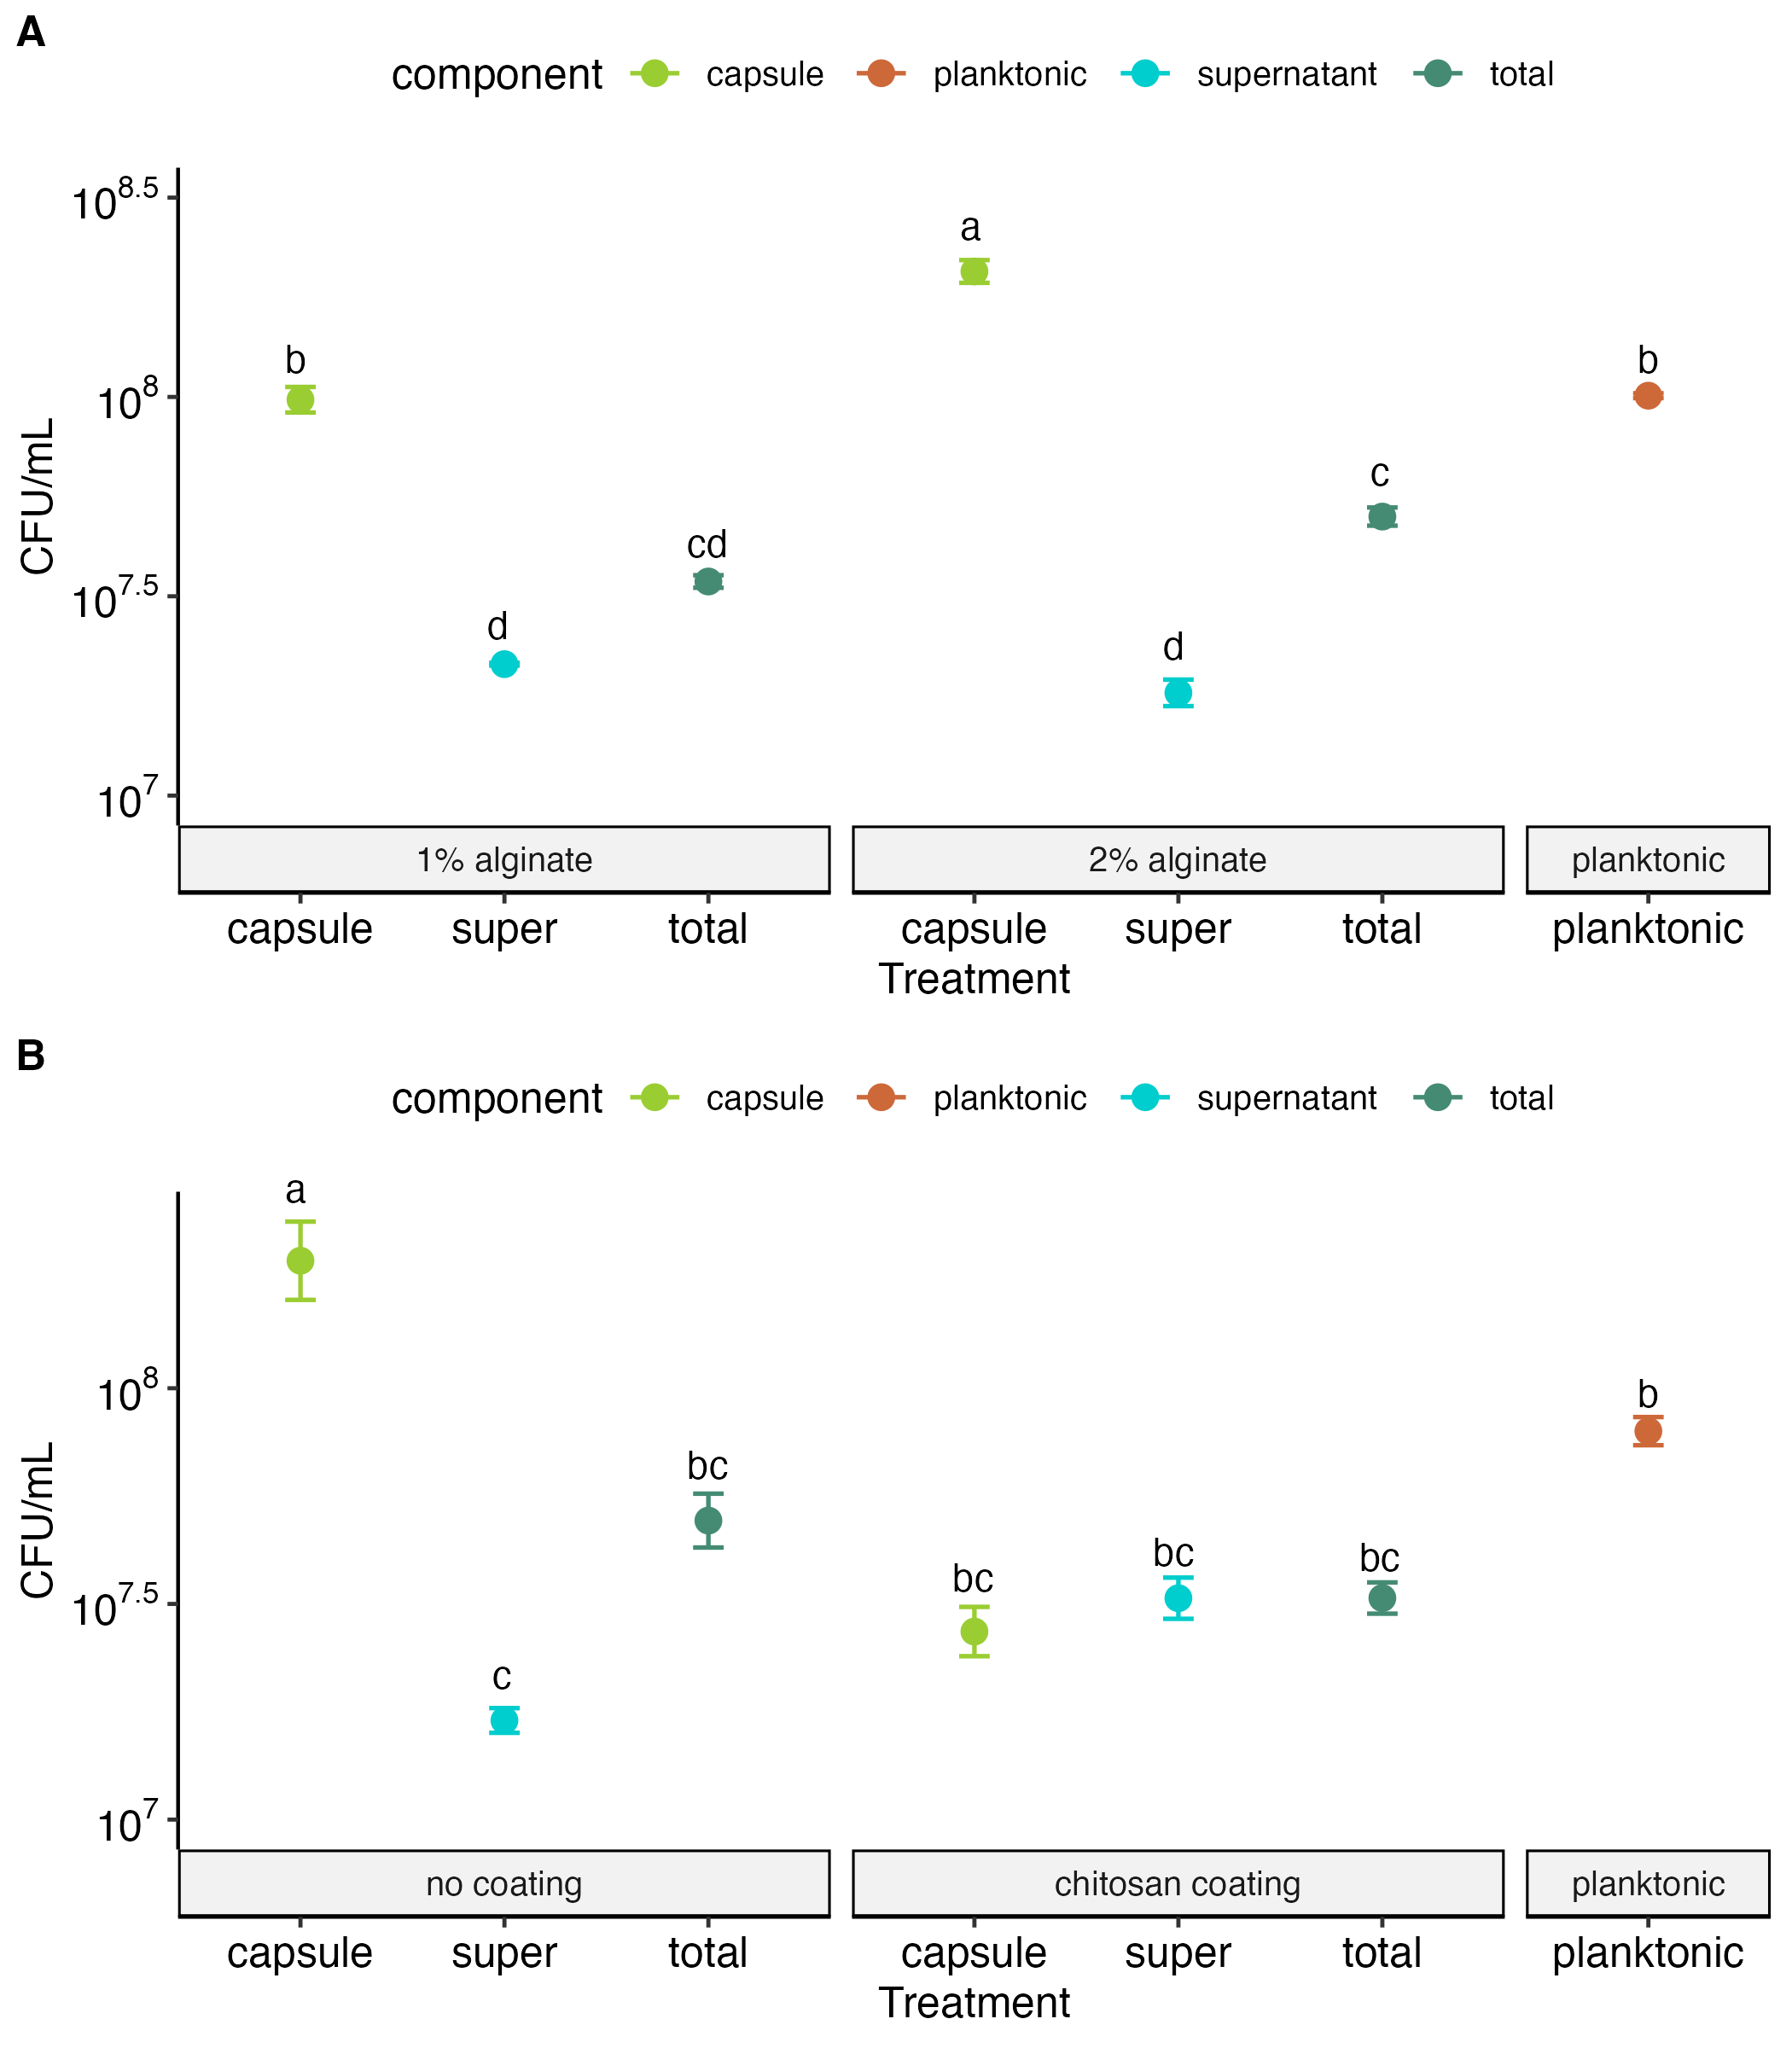 A
component capsule planktonic supernatant total
10^8.5
a
b b
10^8
c
cd
10^7.5
d
d
10^7
CFU/mL
1% alginate 2% alginate planktonic
capsule super total capsule super total planktonic
Treatment
B
component capsule planktonic supernatant total
a
10^8
b
bc
bc bc bc
10^7.5
c
10^7
CFU/mL
no coating chitosan coating planktonic
capsule super total capsule super total planktonic
Treatment